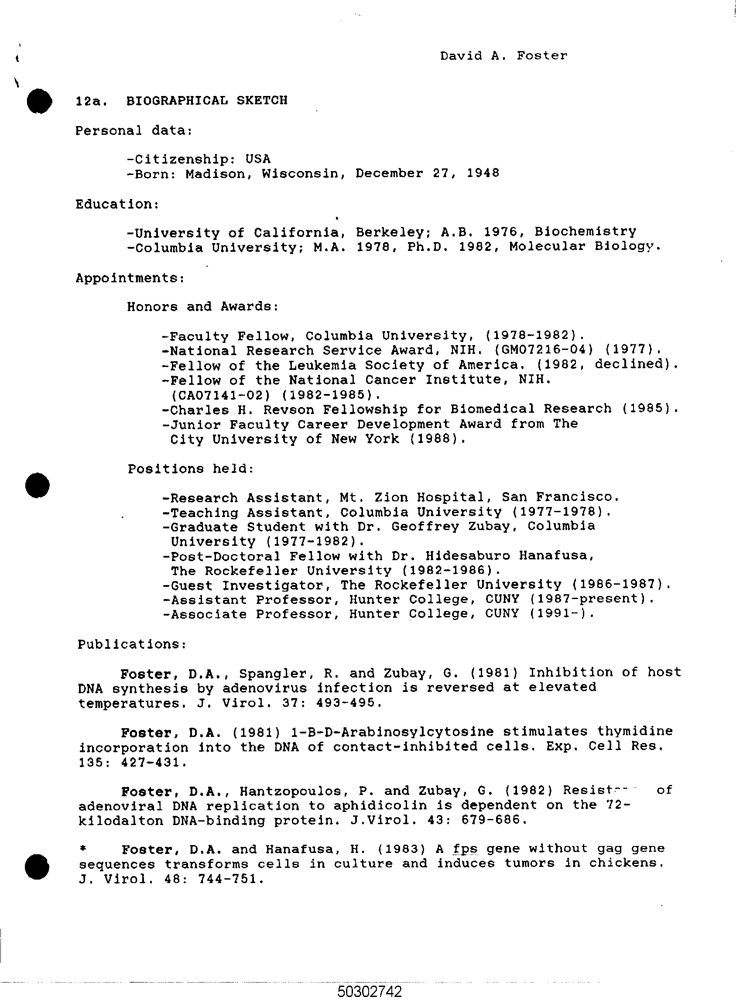 David A. Foster
12a. BIOGRAPHICAL SKETCH
Personal data:
-Citizenship: USA
-Born: Madison, Wisconsin, December 27, 1948
Education:
-University of California, Berkeley; A.B. 1976, Biochemistry
-Columbia University; M.A. 1978, Ph.D. 1982, Molecular Biology.
Appointments:
Honors and Awards:
-Faculty Fellow, Columbia University, (1978-1982).
-National Research Service Award, NIH. (GM07216-04) (1977).
-Fellow of the Leukemia Society of America. (1982, declined).
-Fellow of the National Cancer Institute, NIH.
(CA07141-02) (1982-1985).
-Charles H. Revson Fellowship for Biomedical Research (1985).
-Junior Faculty Career Development Award from The
City University of New York (1988).
Positions held:
-Research Assistant, Mt. Zion Hospital, San Francisco.
-Teaching Assistant, Columbia University (1977-1978).
-Graduate Student with Dr. Geoffrey Zubay, Columbia
University (1977-1982).
-Post-Doctoral Fellow with Dr. Hidesaburo Hanafusa,
The Rockefeller University (1982-1986).
-Guest Investigator, The Rockefeller University (1986-1987).
-Assistant Professor, Hunter College, CUNY (1987-present).
-Associate Professor, Hunter College, CUNY (1991-).
Publications:
Foster, D.A., Spangler, R. and Zubay, G. (1981) Inhibition of host
DNA synthesis by adenovirus infection is reversed at elevated
temperatures. J. Virol. 37: 493-495.
Foster, D.A. (1981) 1-B-D-Arabinosylcytosine stimulates thymidine
incorporation into the DNA of contact-inhibited cells. Exp. Cell Res.
135: 427-431.
Foster, D.A., Hantzopoulos, P. and Zubay, G. (1982) of
adenoviral DNA replication to aphidicolin is dependent on the 72-
kilodalton DNA-binding protein. J.Virol. 43: 679-686.
* Foster, D.A. and Hanafusa, H. (1983) A fps gene without gag gene
sequences transforms cells in culture and induces tumors in chickens.
J. Virol. 48: 744-751.
50302742